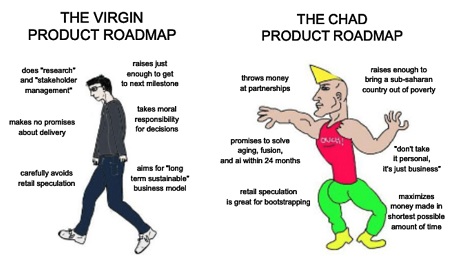 THE VIRGIN
PRODUCT ROADMAP
does "research"
and "stakeholder
management"
raises just
enough to get
to next milestone
makes no promises
about delivery
takes moral
responsibility
for decisions
carefully avoids
retail speculation
aims for "long
term sustainable"
business model
THE CHAD
PRODUCT ROADMAP
throws money
at partnerships
raises enough to
bring a sub-saharan
country out of poverty
promises to solve
aging, fusion,
and ai within 24 months
"don't take
it personal,
it's just business"
retail speculation
is great for bootstrapping
maximizes
money made in
shortest possible
amount of time